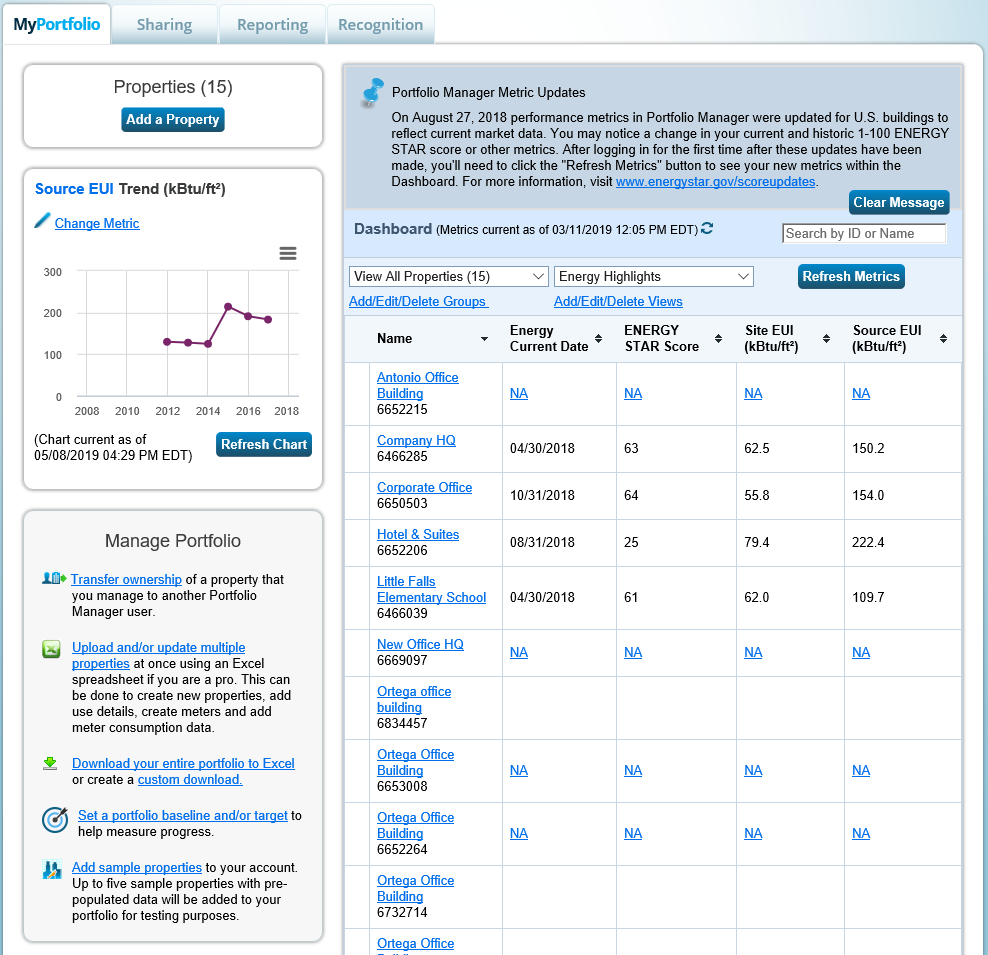 MyPortfolio
Sharing
Reporting
Recognition
Properties (15)
Add a Property
Source EUI Trend (kBtu/ft²)
Change Metric
300
200
100
0
2008 2010 2012 2014 2016 2018
(Chart current as of
05/08/2019 04:29 PM EDT)
Refresh Chart
Manage Portfolio
Transfer ownership of a property that
you manage to another Portfolio
Manager user.
Upload and/or update multiple
properties at once using an Excel
spreadsheet if you are a pro. This can
be done to create new properties, add
use details, create meters and add
meter consumption data.
Download your entire portfolio to Excel
or create a custom download.
Set a portfolio baseline and/or target to
help measure progress.
Add sample properties to your account.
Up to five sample properties with pre-
populated data will be added to your
portfolio for testing purposes.
Portfolio Manager Metric Updates
On August 27, 2018 performance metrics in Portfolio Manager were updated for U.S. buildings to
reflect current market data. You may notice a change in your current and historic 1-100 ENERGY
STAR score or other metrics. After logging in for the first time after these updates have been
made, you'll need to click the "Refresh Metrics" button to see your new metrics within the
Dashboard. For more information, visit www.energystar.gov/scoreupdates.
Clear Message
Dashboard (Metrics current as of 03/11/2019 12:05 PM EDT)
Search by ID or Name
View All Properties (15)
Energy Highlights
Refresh Metrics
Add/Edit/Delete Groups
Add/Edit/Delete Views
Name
Energy
Current Date
ENERGY
STAR Score
Site EUI
(kBtu/ft²)
Source EUI
(kBtu/ft²)
Antonio Office
Building
6652215
NA NA NA NA
Company HQ
6466285
04/30/2018 63 62.5 150.2
Corporate Office
6650503
10/31/2018 64 55.8 154.0
Hotel & Suites
6652206
08/31/2018 25 79.4 222.4
Little Falls
Elementary School
6466039
04/30/2018 61 62.0 109.7
New Office HQ
6669097
NA NA NA NA
Ortega office
building
6834457
Ortega Office
Building
6653008
NA NA NA NA
Ortega Office
Building
6652264
NA NA NA NA
Ortega Office
Building
6732714
Ortega Office